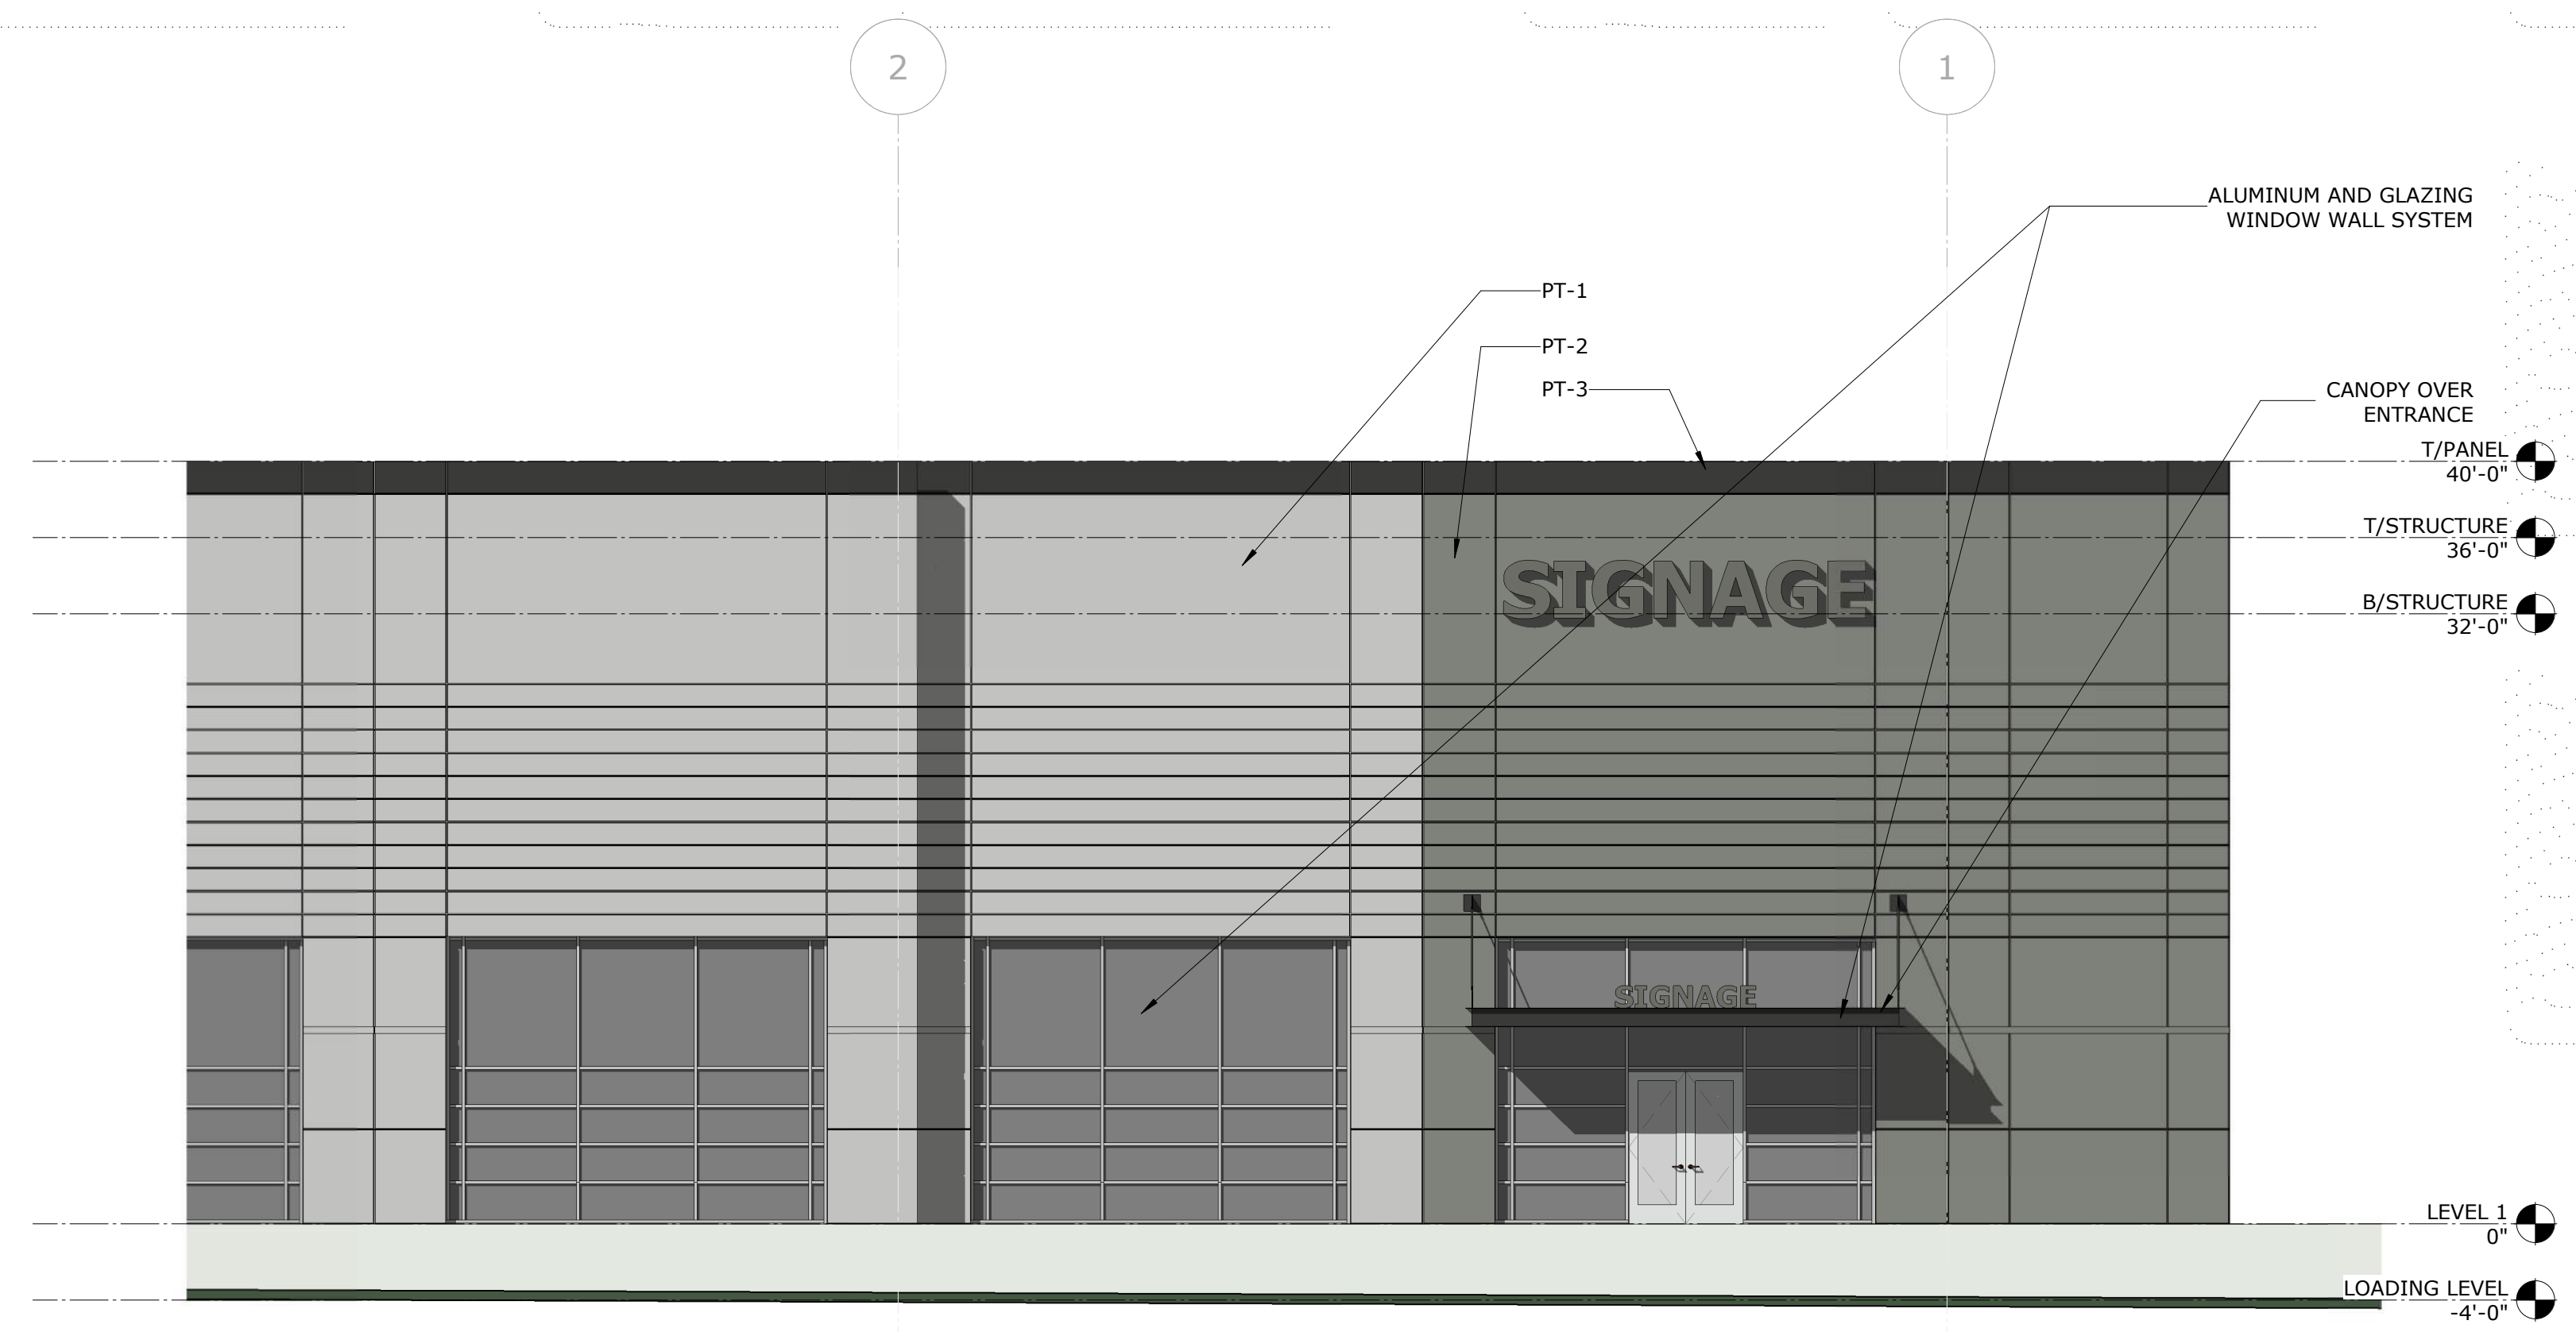 2
1
ALUMINUM AND GLAZING
WINDOW WALL SYSTEM
PT-1
PT-2
PT-3
CANOPY OVER
ENTRANCE
T/PANEL
40'-0"
T/STRUCTURE
36'-0"
SIGNAGE
B/STRUCTURE
32'-0"
SIGNAGE
LEVEL 1
0"
LOADING LEVEL
-4'-0"